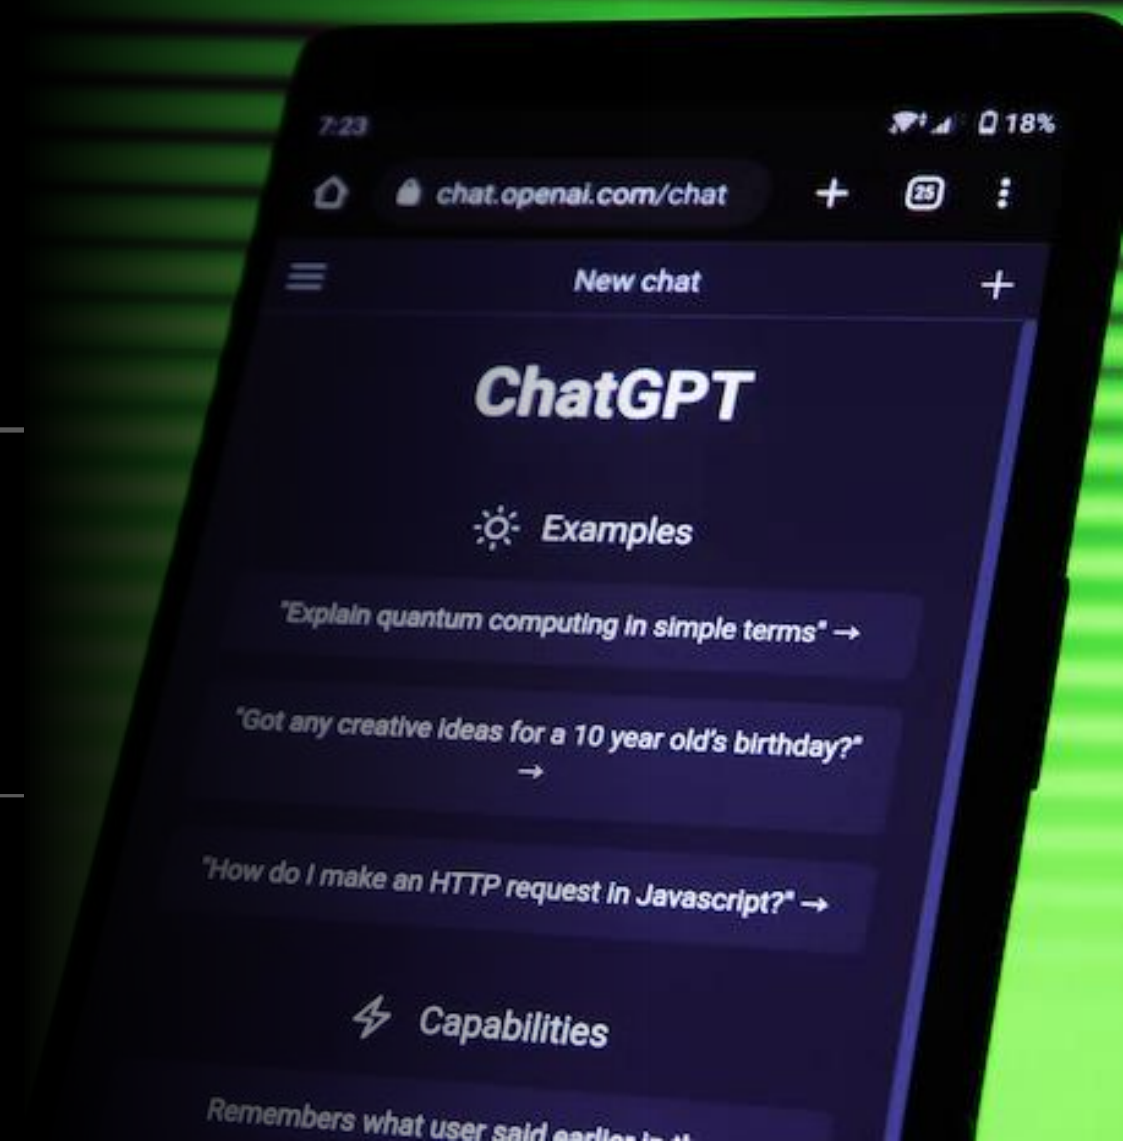 7:23 18%
chat.openai.com/chat 25
New chat
ChatGPT
Examples
"Explain quantum computing in simple terms" →
"Got any creative ideas for a 10 year old's birthday?"
→
"How do I make an HTTP request in Javascript?" →
Capabilities
Remembers what user said earlier in